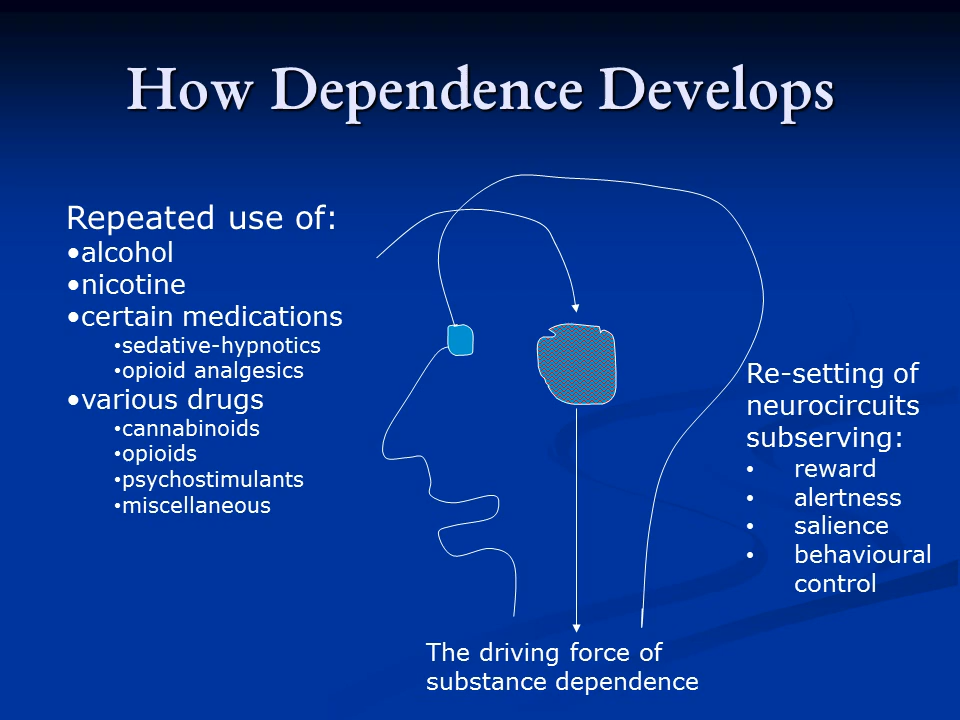 How Dependence Develops
Repeated use of:
•alcohol
•nicotine
•certain medications
•sedative-hypnotics
•opioid analgesics
•various drugs
•cannabinoids
•opioids
•psychostimulants
•miscellaneous
Re-setting of
neurocircuits
subserving:
• reward
• alertness
• salience
• behavioural
control
The driving force of
substance dependence